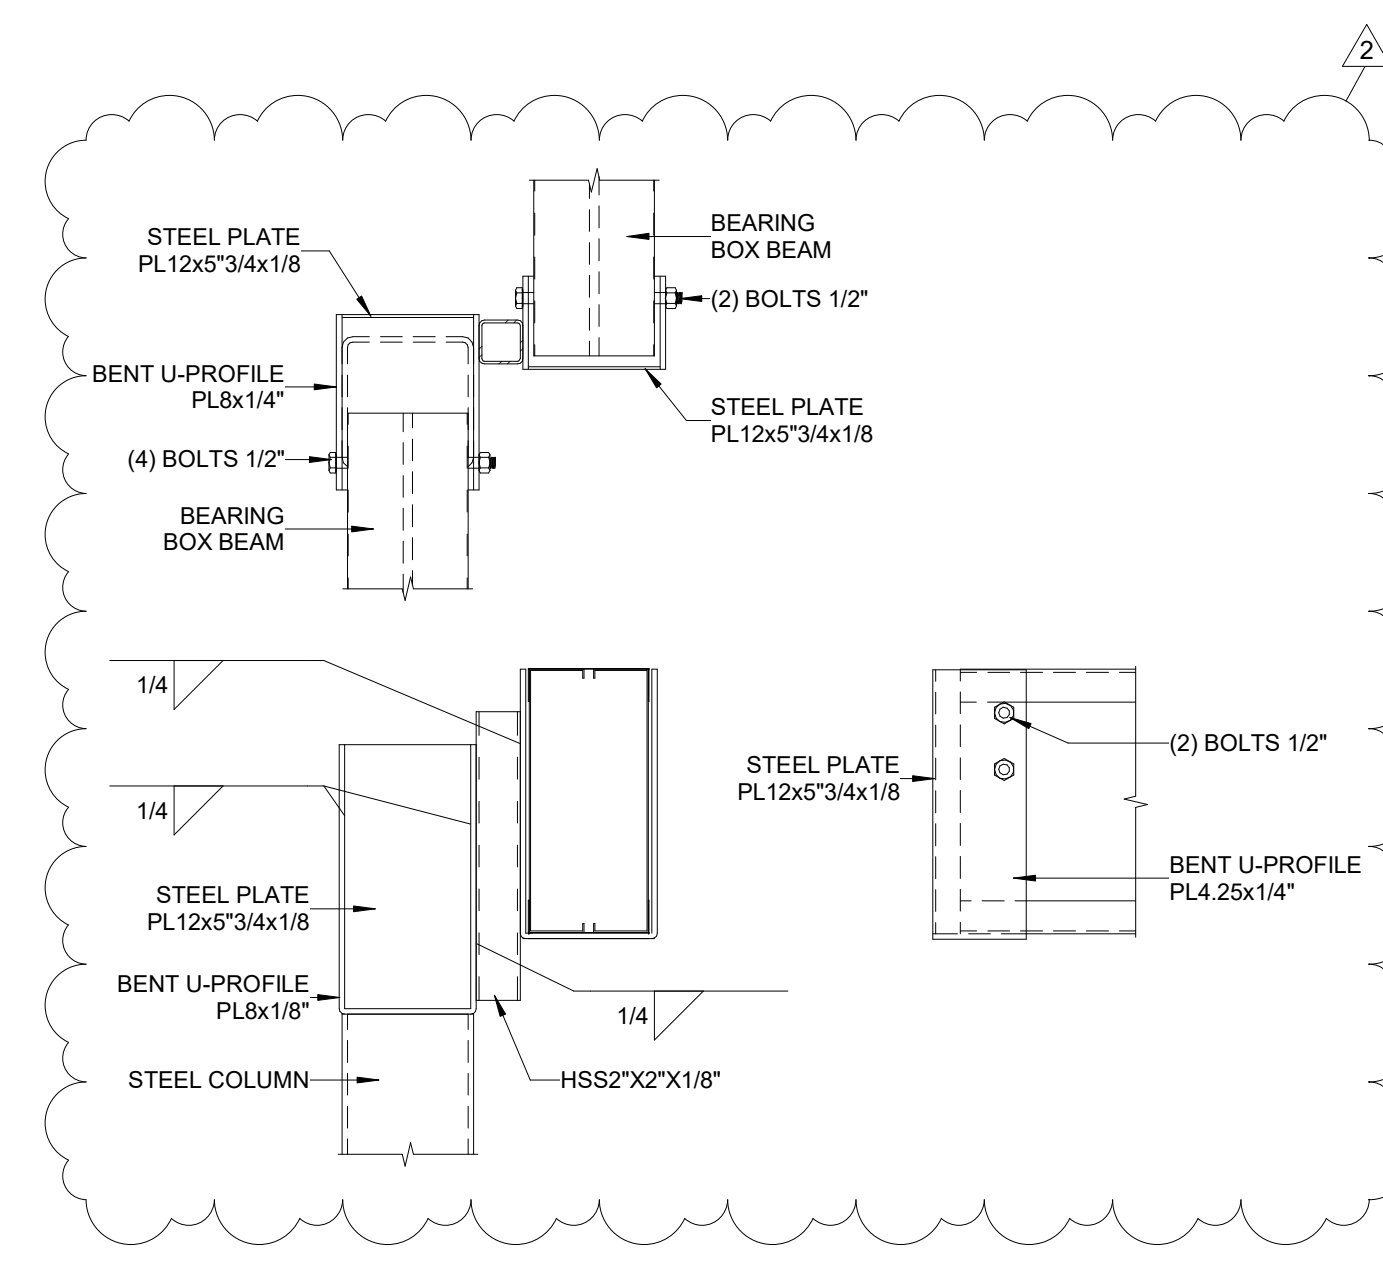 2
STEEL PLATE
PL12x5"3/4x1/8
BENT U-PROFILE
PL8x1/4"
(4) BOLTS 1/2"
BEARING
BOX BEAM
BEARING
BOX BEAM
(2) BOLTS 1/2"
STEEL PLATE
PL12x5"3/4x1/8
1/4
1/4
STEEL PLATE
PL12x5"3/4x1/8
BENT U-PROFILE
PL8x1/8"
STEEL COLUMN
1/4
HSS2"X2"X1/8"
STEEL PLATE
PL12x5"3/4x1/8
(2) BOLTS 1/2"
BENT U-PROFILE
PL4.25x1/4"